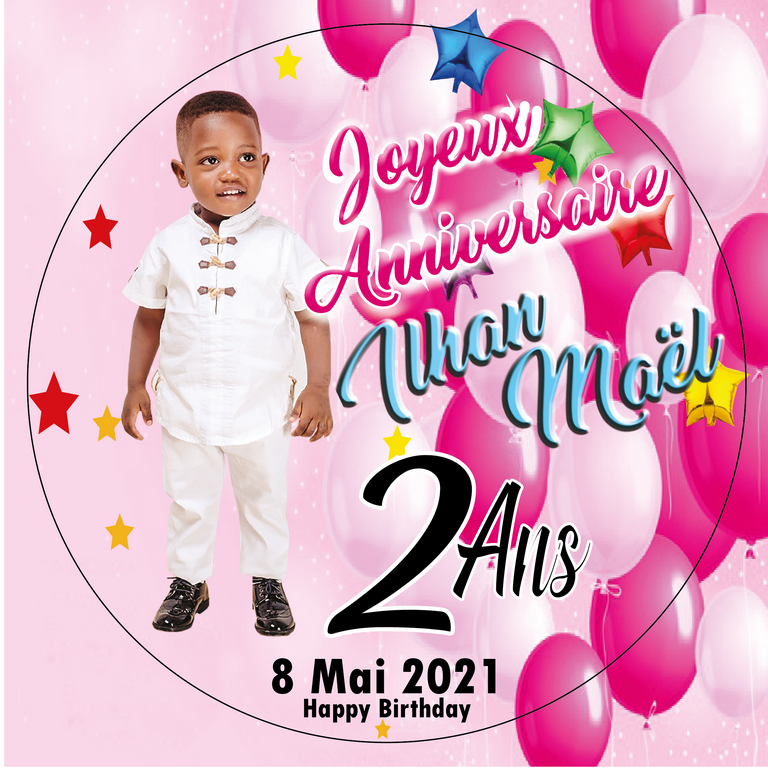 Joyeux
Anniversaire
Ilhan
Maël
2 Ans
8 Mai 2021
Happy Birthday